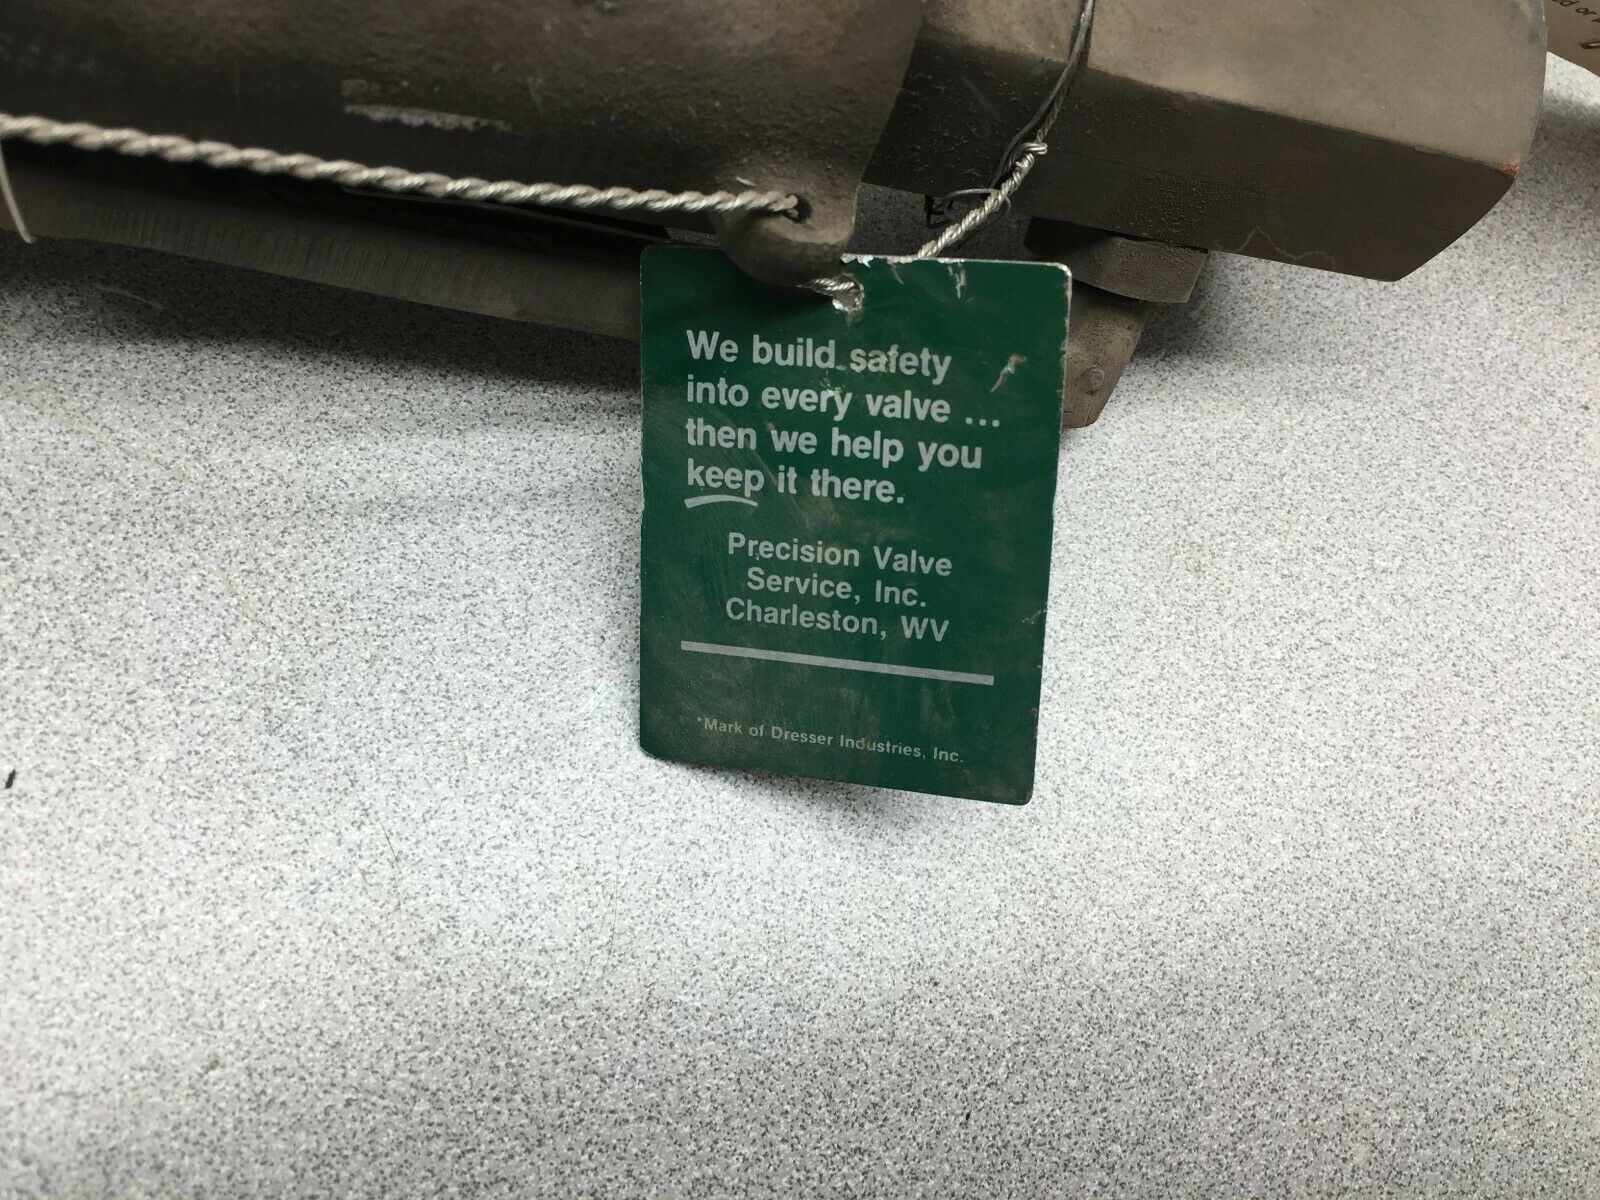 We build safety
into every valve ...
then we help you
keep it there.
Precision Valve
Service, Inc.
Charleston, WV
*Mark of Dresser Industries, Inc.